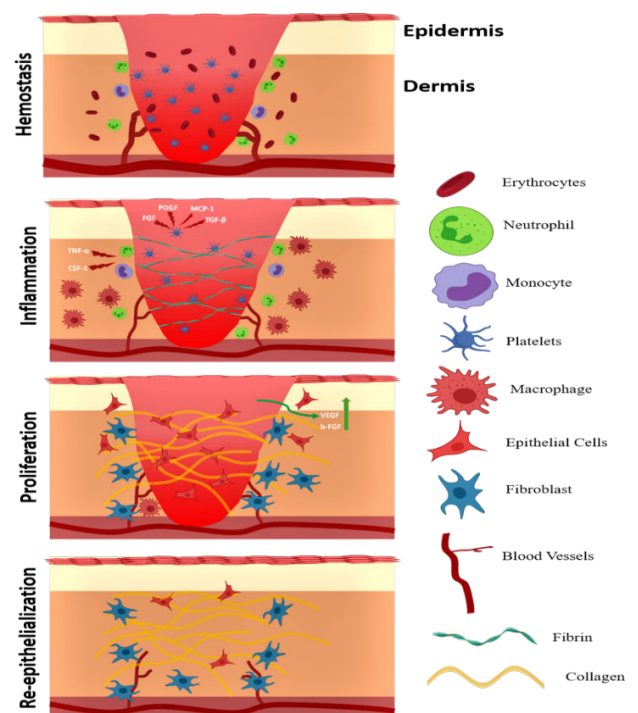 Hemostasis
Epidermis
Dermis
Inflammation
PDGF
MCP-1
PGF
TGF-β
TNF-α
CSF-1
Proliferation
VEGF
b-FGF
Re-epithelialization
Erythrocytes
Neutrophil
Monocyte
Platelets
Macrophage
Epithelial Cells
Fibroblast
Blood Vessels
Fibrin
Collagen